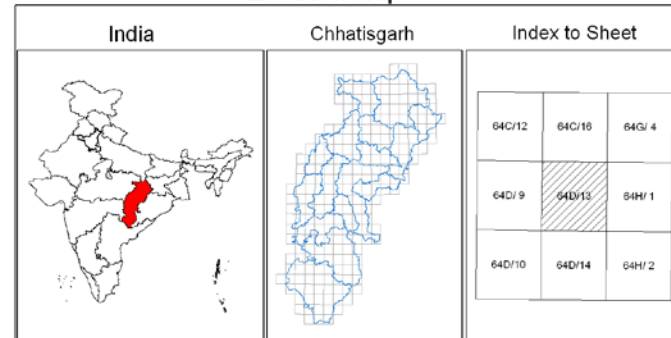 India
Chhatisgarh
Index to Sheet
64C/12 64C/16 64G/ 4
64D/ 9 64D/13 64H/ 1
64D/10 64D/14 64H/ 2